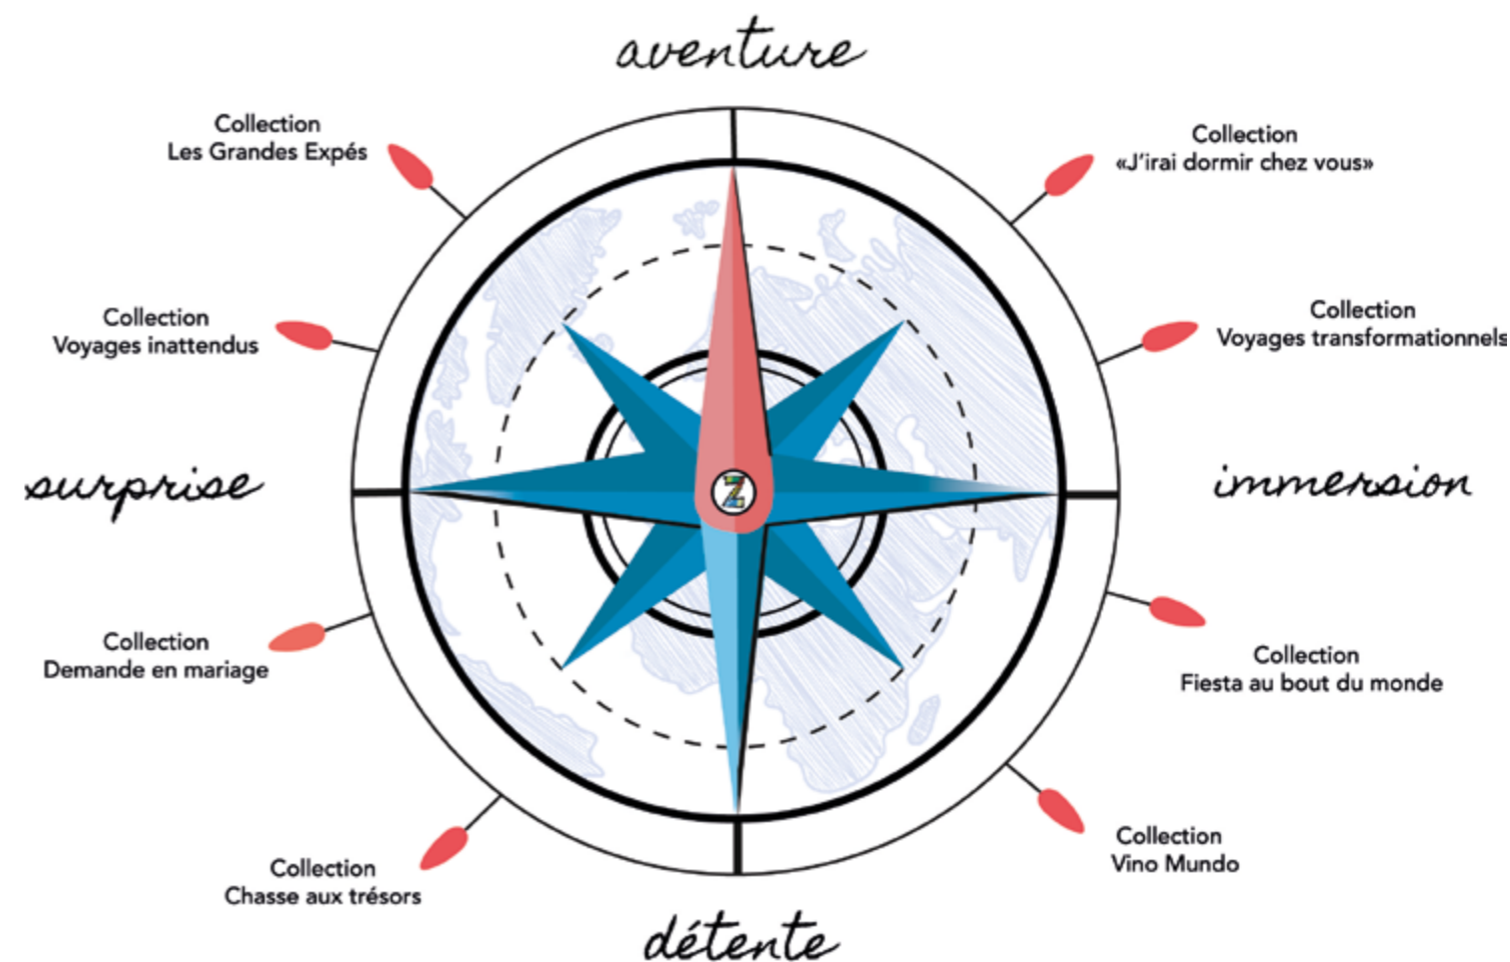 aventure
Collection
Les Grandes Expés
Collection
«J’irai dormir chez vous»
Collection
Voyages inattendus
Collection
Voyages transformationnels
surprise
Z
immersion
Collection
Demande en mariage
Collection
Fiesta au bout du monde
Collection
Chasse aux trésors
Collection
Vino Mundo
détente